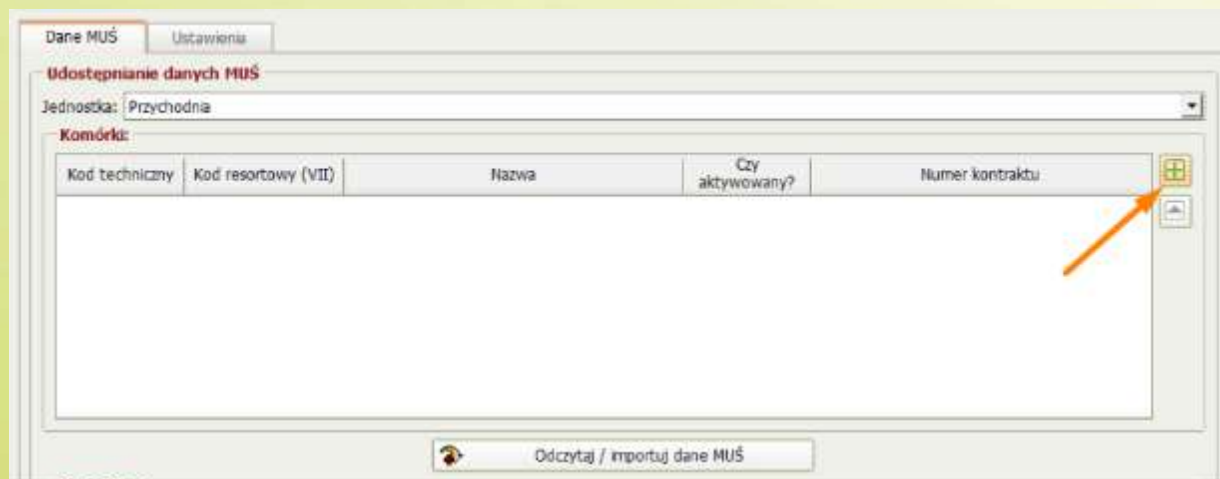 Dane MUŚ Ustawienia
Udostępnianie danych MUŚ
Jednostka: Przychodnia
Komórki:
Kod techniczny Kod resortowy (VII) Nazwa Czy aktywowany? Numer kontraktu
Odczytaj / importuj dane MUŚ